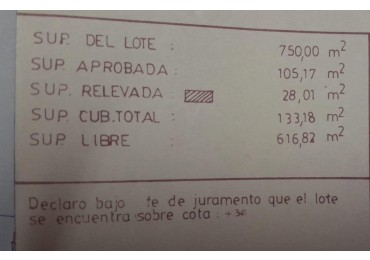 SUP. DEL LOTE : 750,00 m²
SUP. APROBADA : 105,17 m²
SUP. RELEVADA : 28,01 m²
SUP. CUB.TOTAL : 133,18 m²
SUP. LIBRE : 616,82 m²
Declaro bajo fe de juramento que el lote
se encuentra sobre cota :